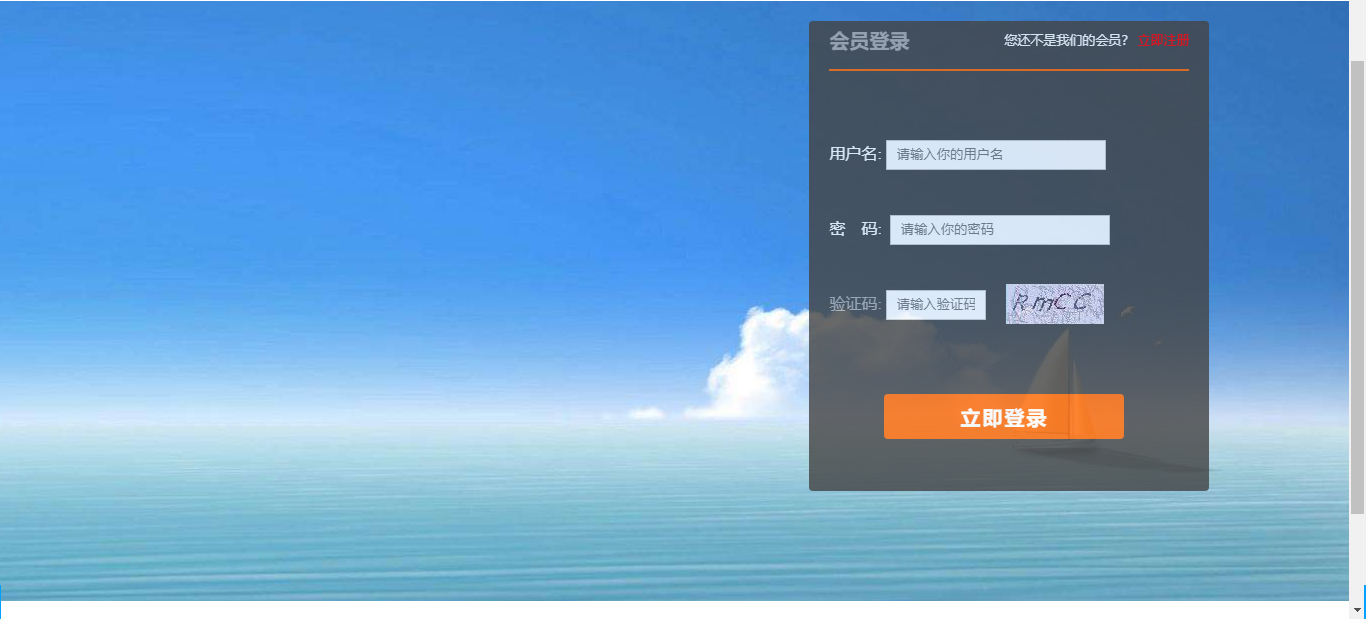 会员登录
您还不是我们的会员? 立即注册
用户名: 请输入你的用户名
密 码: 请输入你的密码
验证码: 请输入验证码 RmCC
立即登录